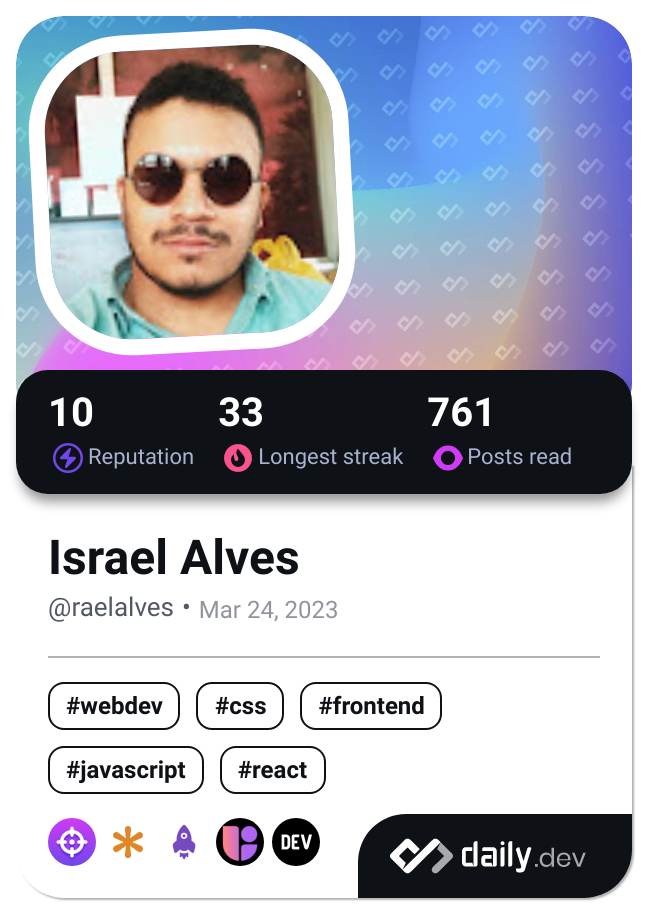 10 33 761
Reputation Longest streak Posts read
Israel Alves
@raelalves • Mar 24, 2023
#webdev #css #frontend
#javascript #react
DEV daily.dev